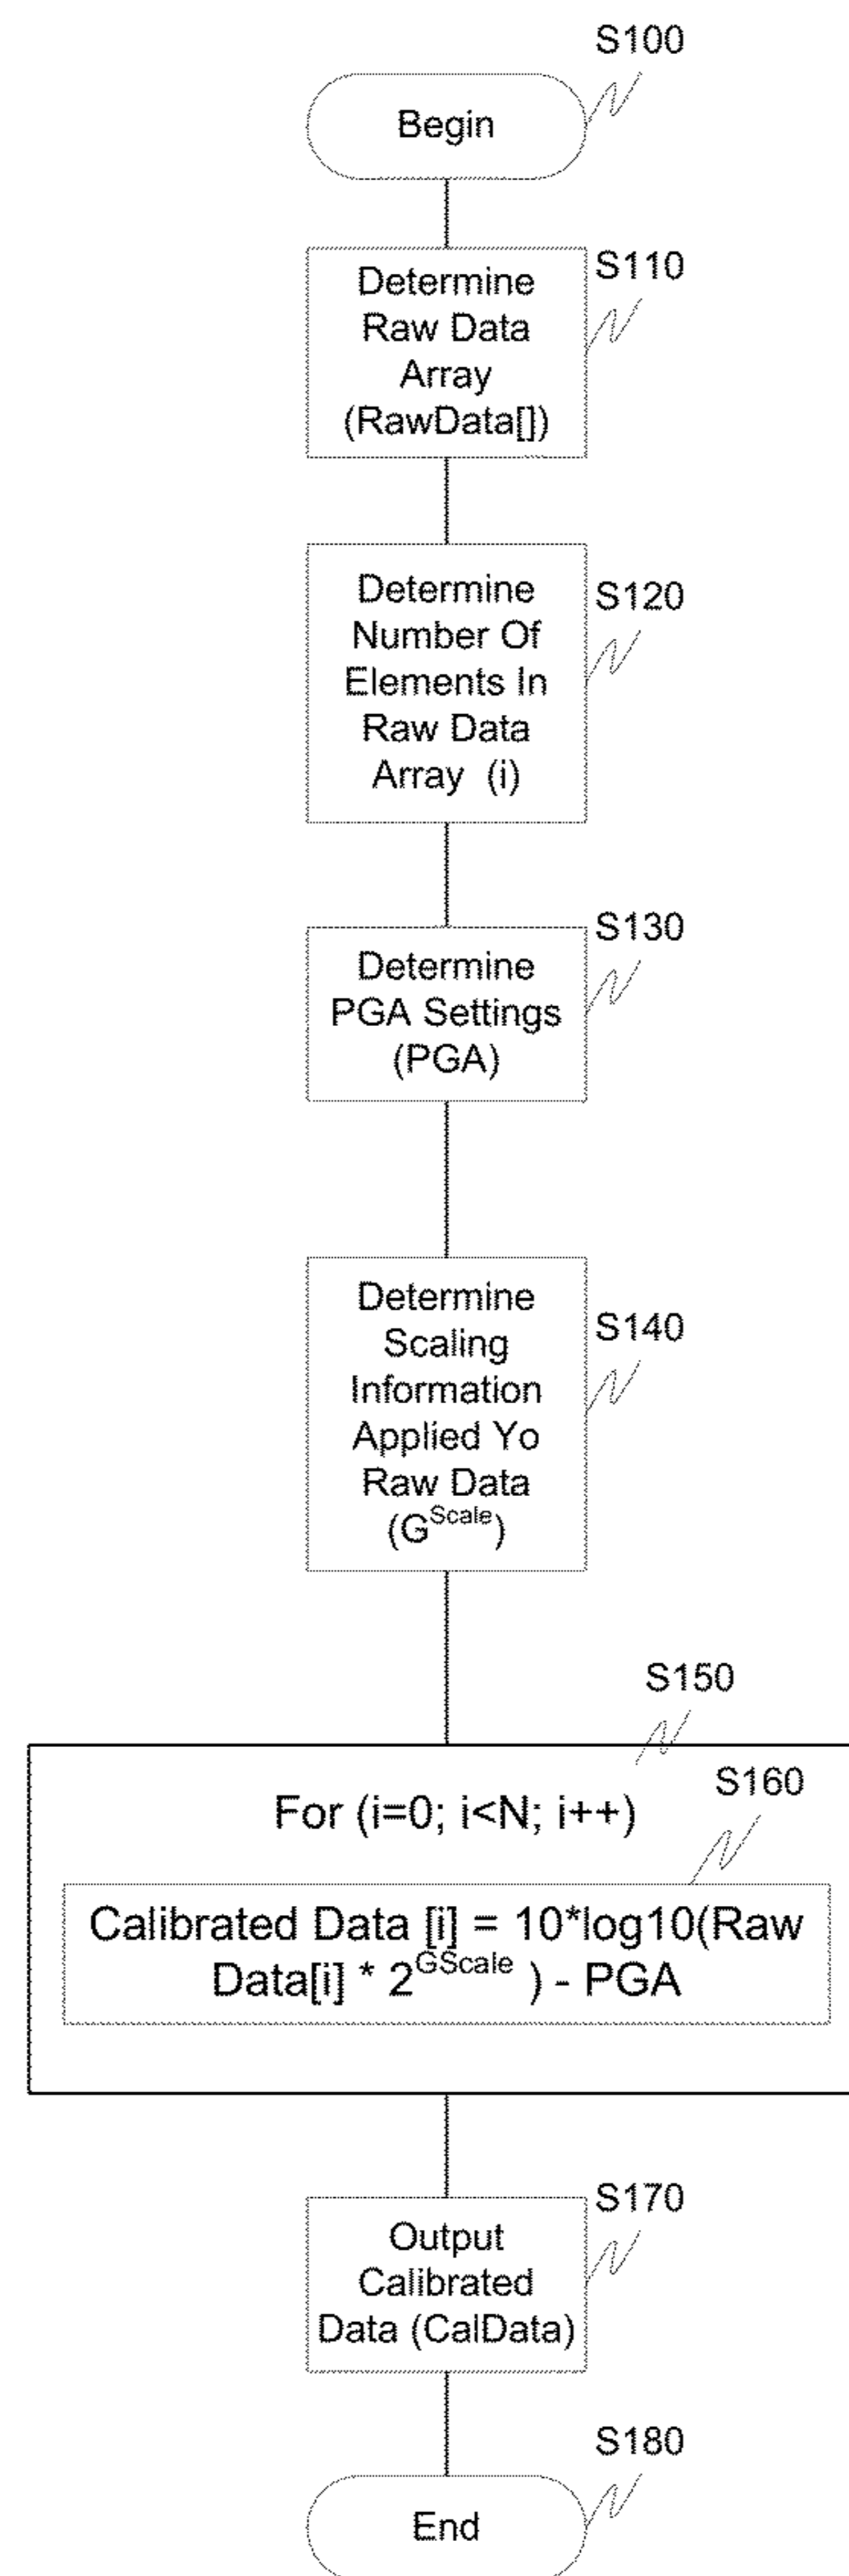 S100
Begin
S110
Determine
Raw Data
Array
(RawData[])
S120
Determine
Number Of
Elements In
Raw Data
Array (i)
S130
Determine
PGA Settings
(PGA)
S140
Determine
Scaling
Information
Applied Yo
Raw Data
(G^Scale)
S150
For (i=0; i<N; i++)
S160
Calibrated Data [i] = 10*log10(Raw
Data[i] * 2^GScale ) - PGA
S170
Output
Calibrated
Data (CalData)
S180
End